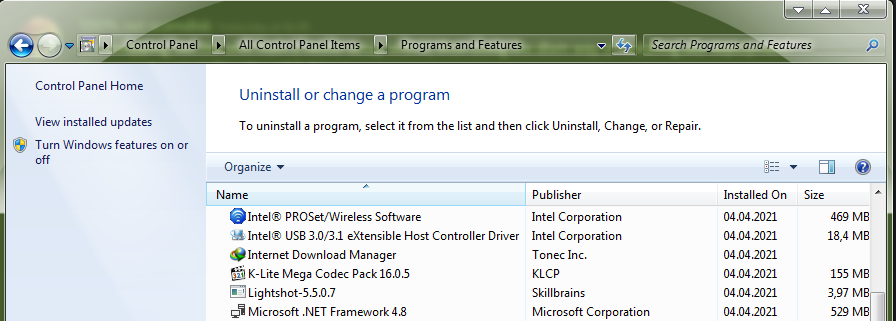 Control Panel All Control Panel Items Programs and Features Search Programs and Features
Control Panel Home
Uninstall or change a program
View installed updates
To uninstall a program, select it from the list and then click Uninstall, Change, or Repair.
Turn Windows features on or
off
Organize
Name Publisher Installed On Size
Intel® PROSet/Wireless Software Intel Corporation 04.04.2021 469 MB
Intel® USB 3.0/3.1 eXtensible Host Controller Driver Intel Corporation 04.04.2021 18,4 MB
Internet Download Manager Tonec Inc. 04.04.2021
K-Lite Mega Codec Pack 16.0.5 KLCP 04.04.2021 155 MB
Lightshot-5.5.0.7 Skillbrains 04.04.2021 3,97 MB
Microsoft .NET Framework 4.8 Microsoft Corporation 04.04.2021 529 MB